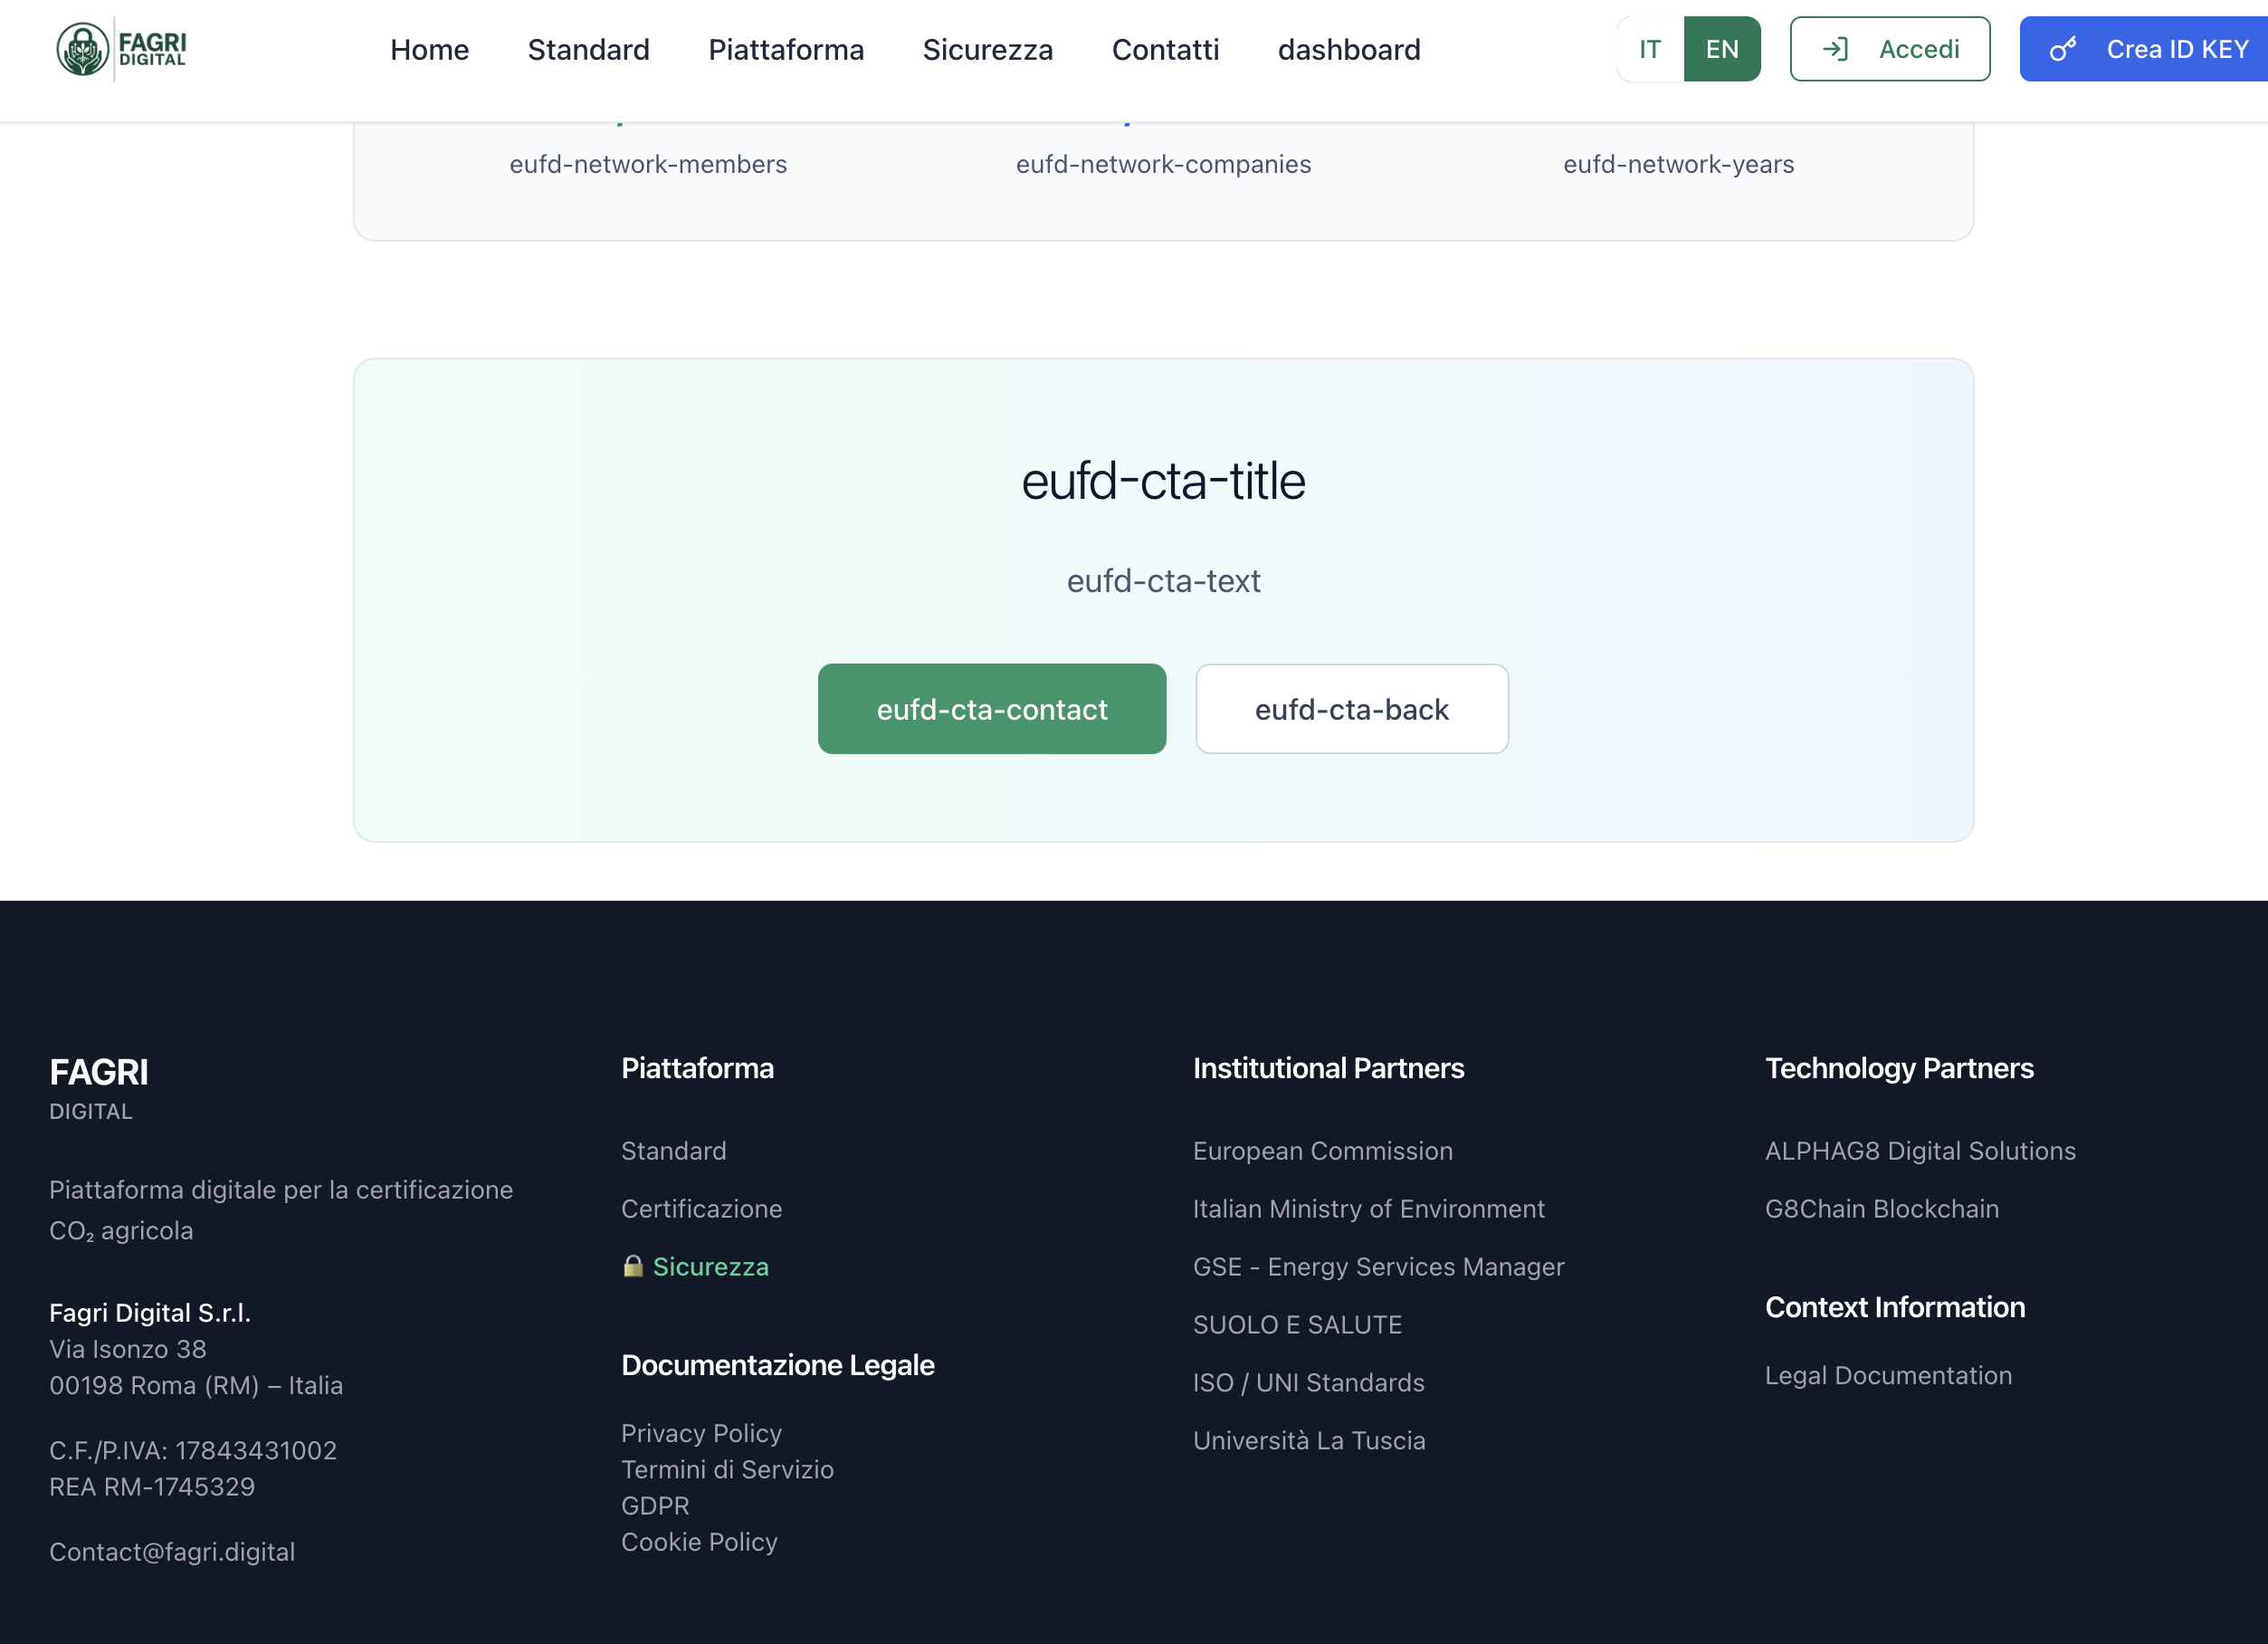 FAGRI
DIGITAL
Home
Standard
Piattaforma
Sicurezza
Contatti
dashboard
IT
EN
Accedi
Crea ID KEY
eufd-network-members
eufd-network-companies
eufd-network-years
eufd-cta-title
eufd-cta-text
eufd-cta-contact
eufd-cta-back
FAGRI
DIGITAL
Piattaforma digitale per la certificazione
CO₂ agricola
Fagri Digital S.r.l.
Via Isonzo 38
00198 Roma (RM) – Italia
C.F./P.IVA: 17843431002
REA RM-1745329
Contact@fagri.digital
Piattaforma
Standard
Certificazione
🔒 Sicurezza
Documentazione Legale
Privacy Policy
Termini di Servizio
GDPR
Cookie Policy
Institutional Partners
European Commission
Italian Ministry of Environment
GSE - Energy Services Manager
SUOLO E SALUTE
ISO / UNI Standards
Università La Tuscia
Technology Partners
ALPHAG8 Digital Solutions
G8Chain Blockchain
Context Information
Legal Documentation